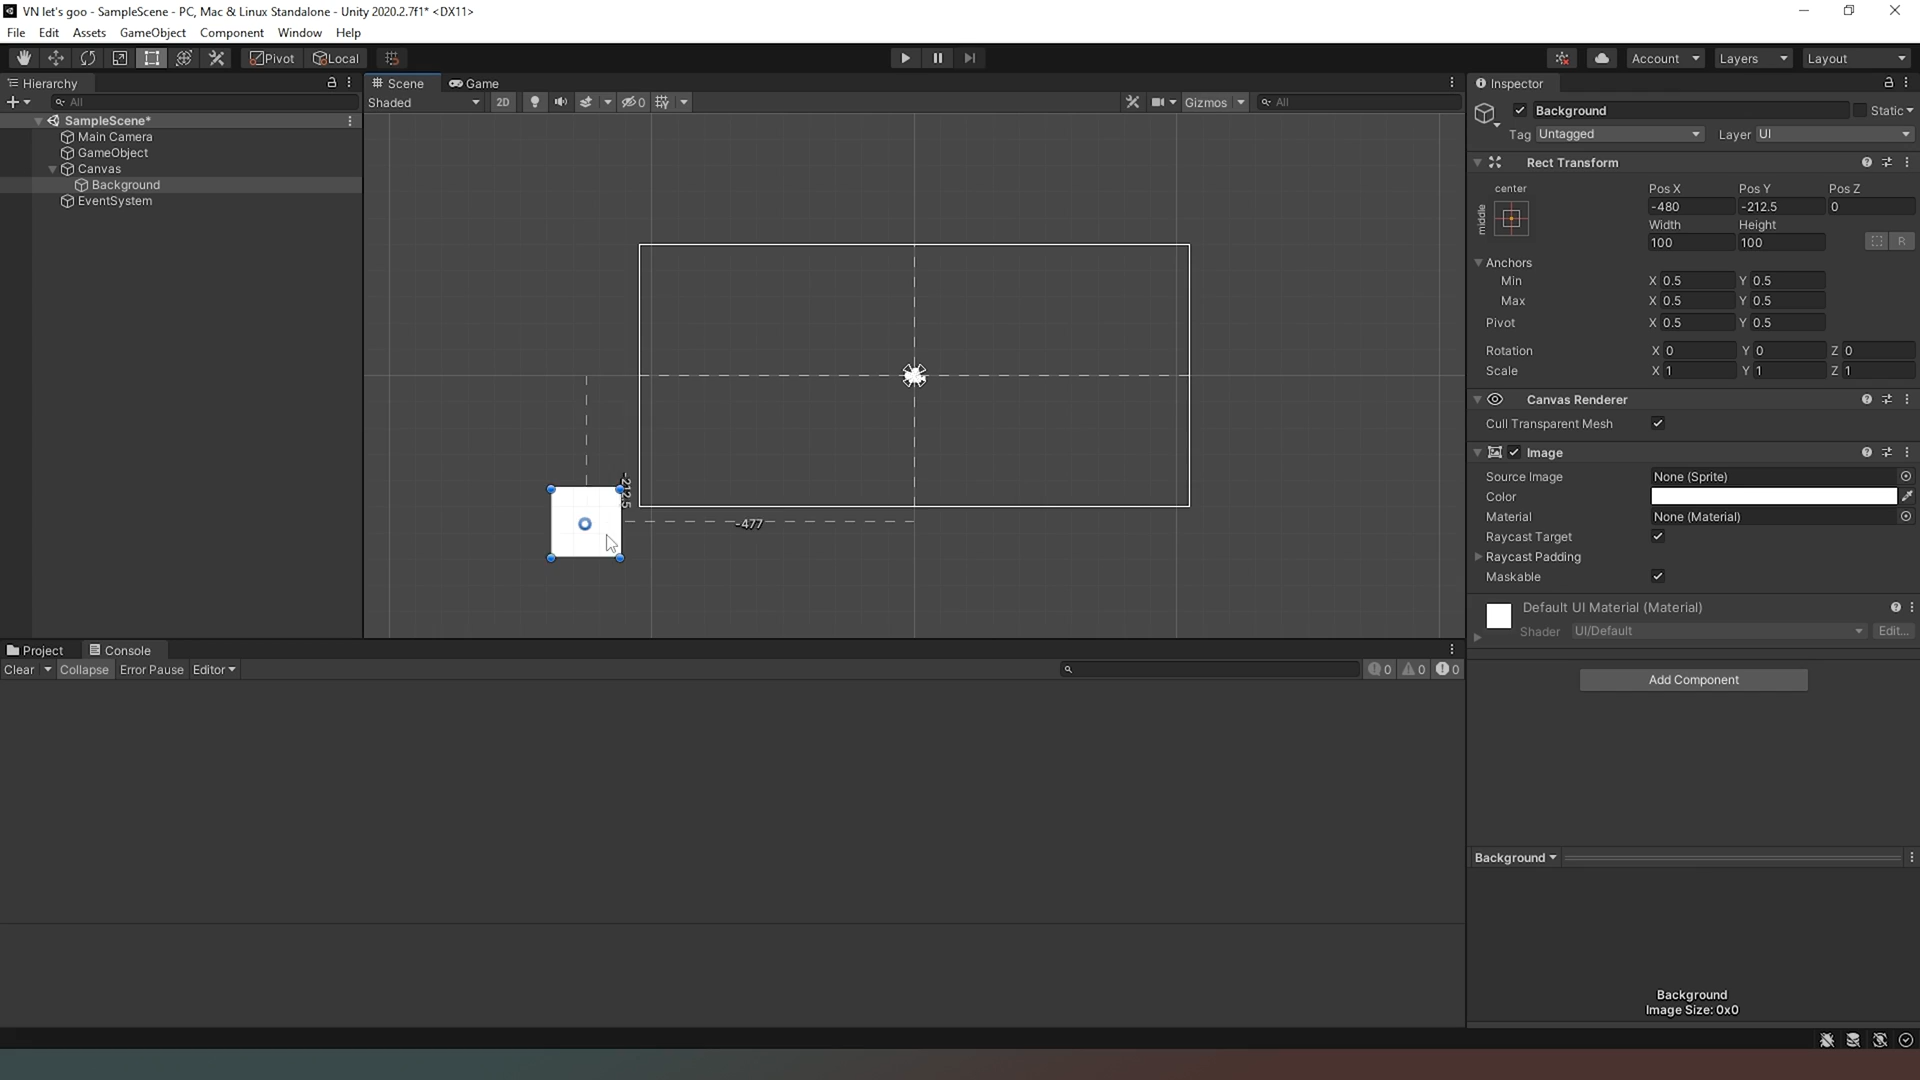 VN let's goo - SampleScene - PC, Mac & Linux Standalone - Unity 2020.2.7f1* <DX11>
File Edit Assets GameObject Component Window Help
Pivot Local Account Layers Layout
Hierarchy
All
SampleScene*
Main Camera
GameObject
Canvas
Background
EventSystem
Scene Game
Shaded 2D 0 Gizmos All
-212.5
-477
Inspector
Background Static
Tag Untagged Layer UI
Rect Transform
center
middle
Pos X Pos Y Pos Z
-480 -212.5 0
Width Height
100 100 R
Anchors
Min X 0.5 Y 0.5
Max X 0.5 Y 0.5
Pivot X 0.5 Y 0.5
Rotation X 0 Y 0 Z 0
Scale X 1 Y 1 Z 1
Canvas Renderer
Cull Transparent Mesh
Image
Source Image None (Sprite)
Color
Material None (Material)
Raycast Target
Raycast Padding
Maskable
Default UI Material (Material)
Shader UI/Default Edit...
Add Component
Project Console
Clear Collapse Error Pause Editor 0 0 0
Background
Background
Image Size: 0x0